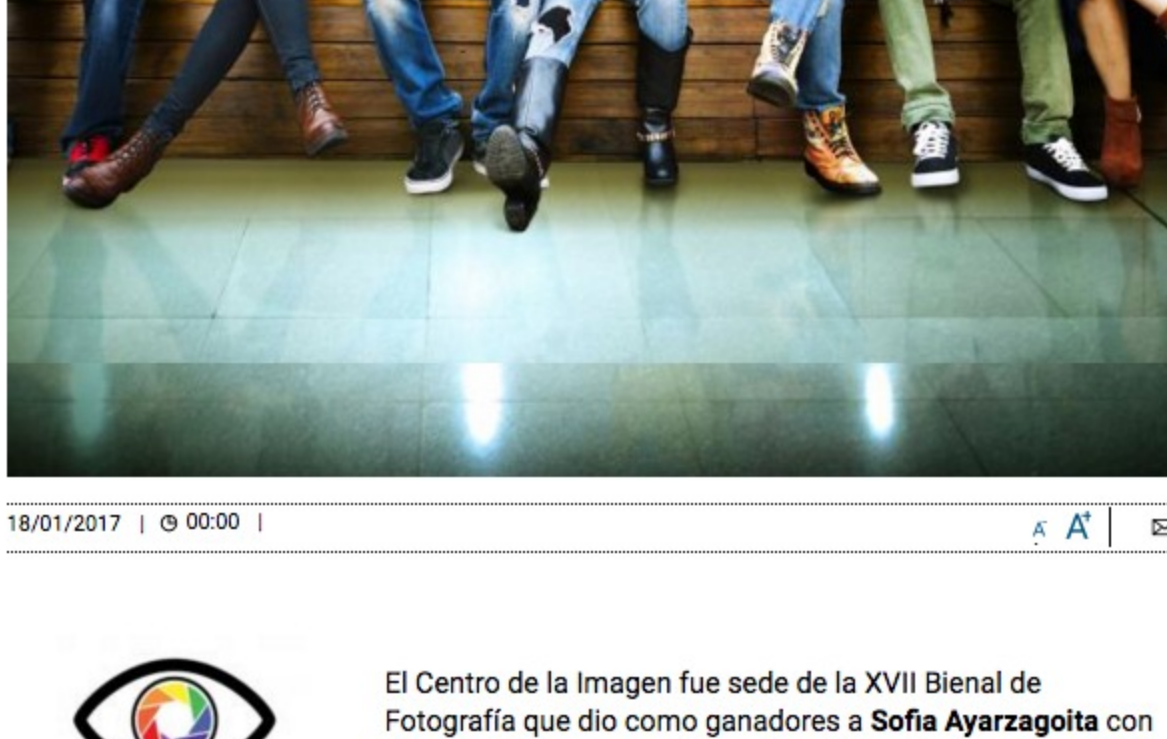 18/01/2017 | 00:00 |
A- A+ |
El Centro de la Imagen fue sede de la XVII Bienal de
Fotografía que dio como ganadores a Sofia Ayarzagoita con